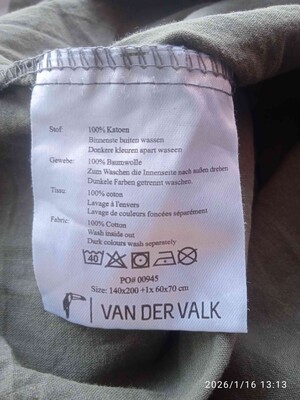 Stof: 100% Katoen
Binnenste buiten wassen
Donkere kleuren apart wassen
Gewebe: 100% Baumwolle
Zum Waschen die Innenseite nach außen drehen
Dunkele Farben getrennt waschen
Tissu: 100% coton
Lavage à l'envers
Lavage de couleurs foncées séparément
Fabric: 100% Cotton
Wash inside out
Dark colours wash separately
40
PO# 00945
Size: 140x200 +1x 60x70 cm
VAN DER VALK
2026/1/16 13:13